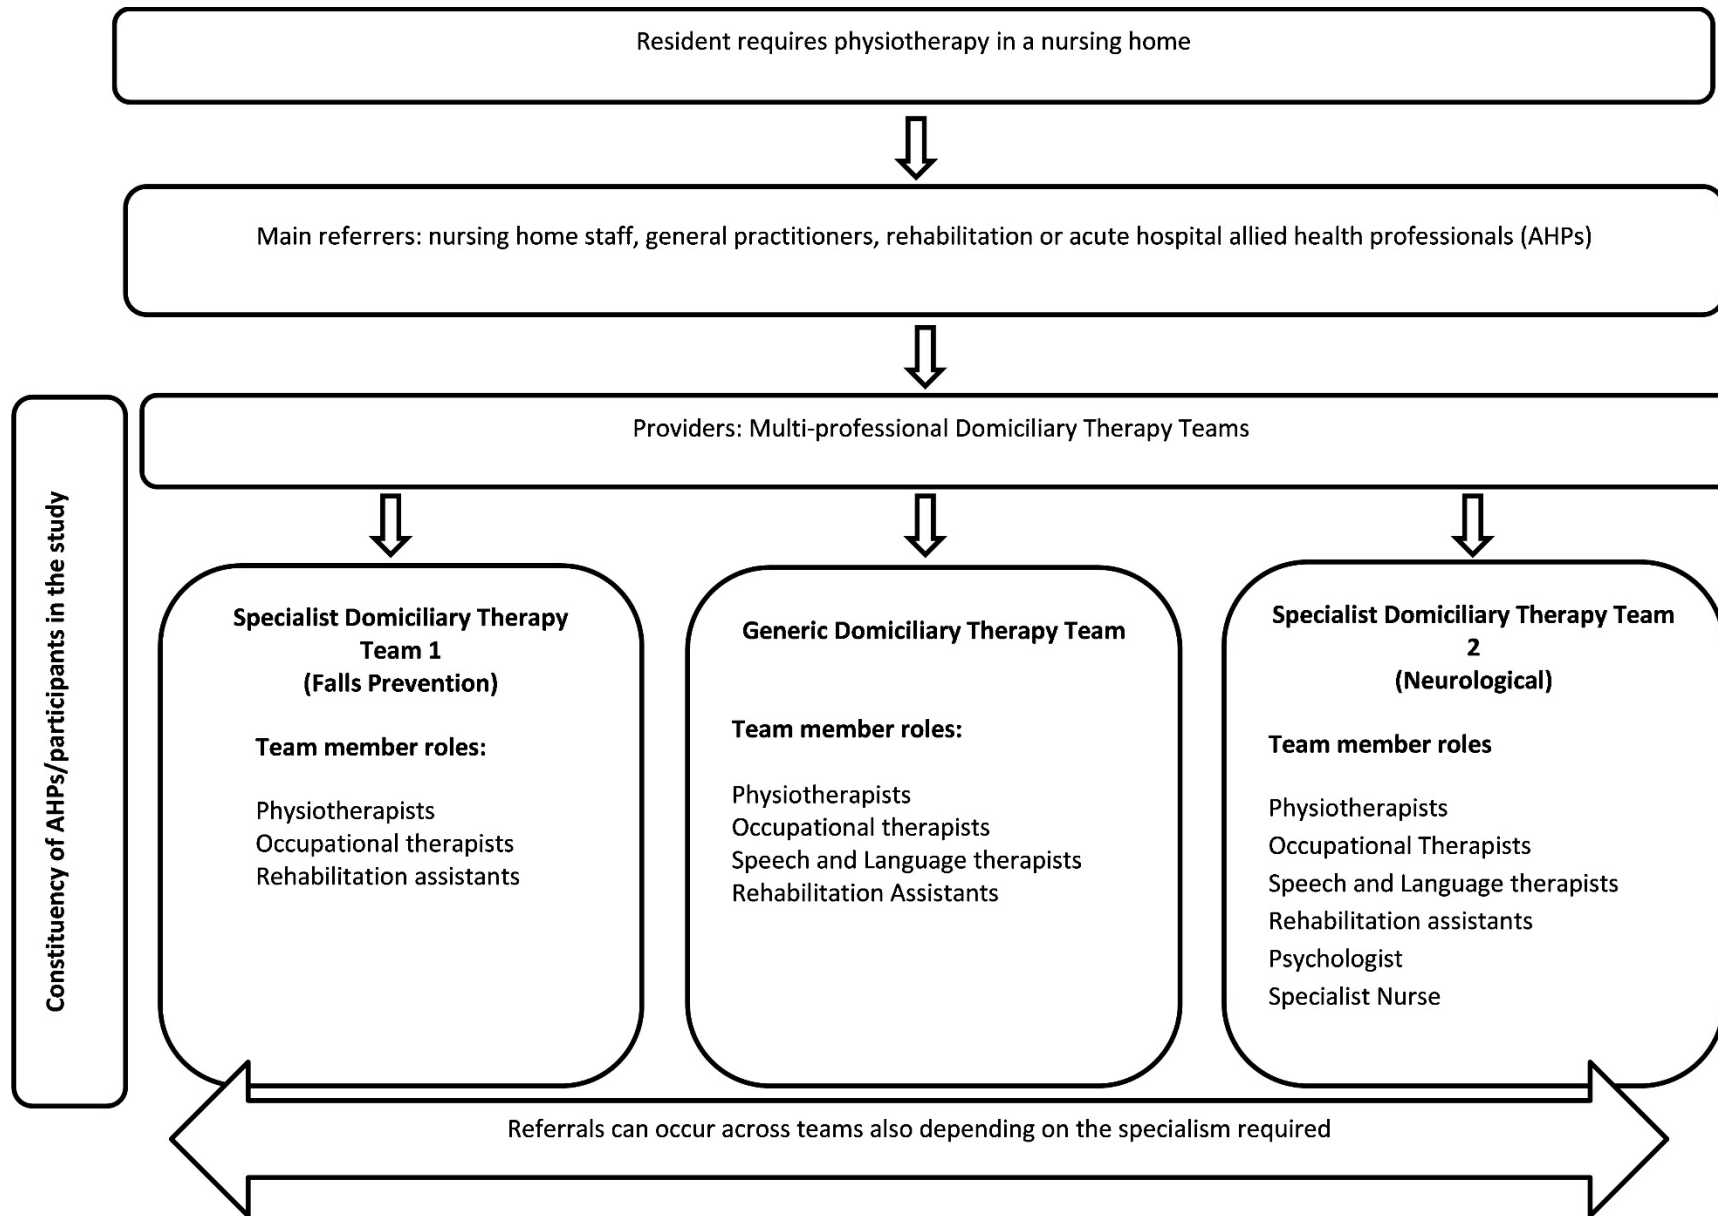 Resident requires physiotherapy in a nursing home
Main referrers: nursing home staff, general practitioners, rehabilitation or acute hospital allied health professionals (AHPs)
Constituency of AHPs/participants in the study
Providers: Multi-professional Domiciliary Therapy Teams
Specialist Domiciliary Therapy
Team 1
(Falls Prevention)
Team member roles:
Physiotherapists
Occupational therapists
Rehabilitation assistants
Generic Domiciliary Therapy Team
Team member roles:
Physiotherapists
Occupational therapists
Speech and Language therapists
Rehabilitation Assistants
Specialist Domiciliary Therapy Team
2
(Neurological)
Team member roles
Physiotherapists
Occupational Therapists
Speech and Language therapists
Rehabilitation assistants
Psychologist
Specialist Nurse
Referrals can occur across teams also depending on the specialism required